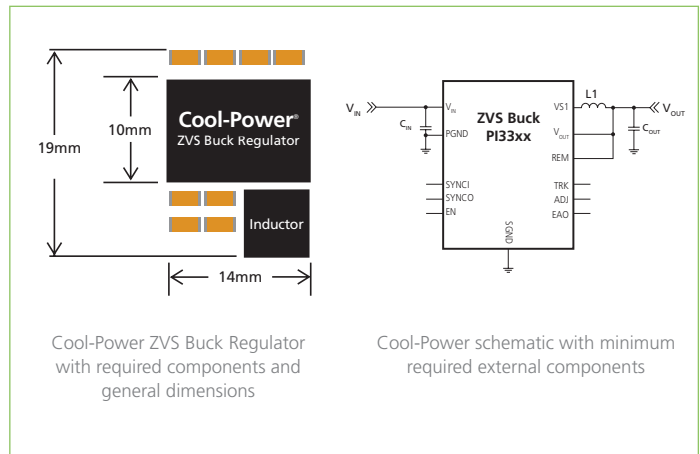 Cool-Power®
ZVS Buck Regulator
10mm
19mm
Inductor
14mm
Cool-Power ZVS Buck Regulator
with required components and
general dimensions
L1
VIN
VIN
VS1
VOUT
ZVS Buck
PI33xx
CIN
PGND
VOUT
COUT
REM
SYNCI
TRK
SYNCO
ADJ
EN
EAO
SGND
Cool-Power schematic with minimum
required external components